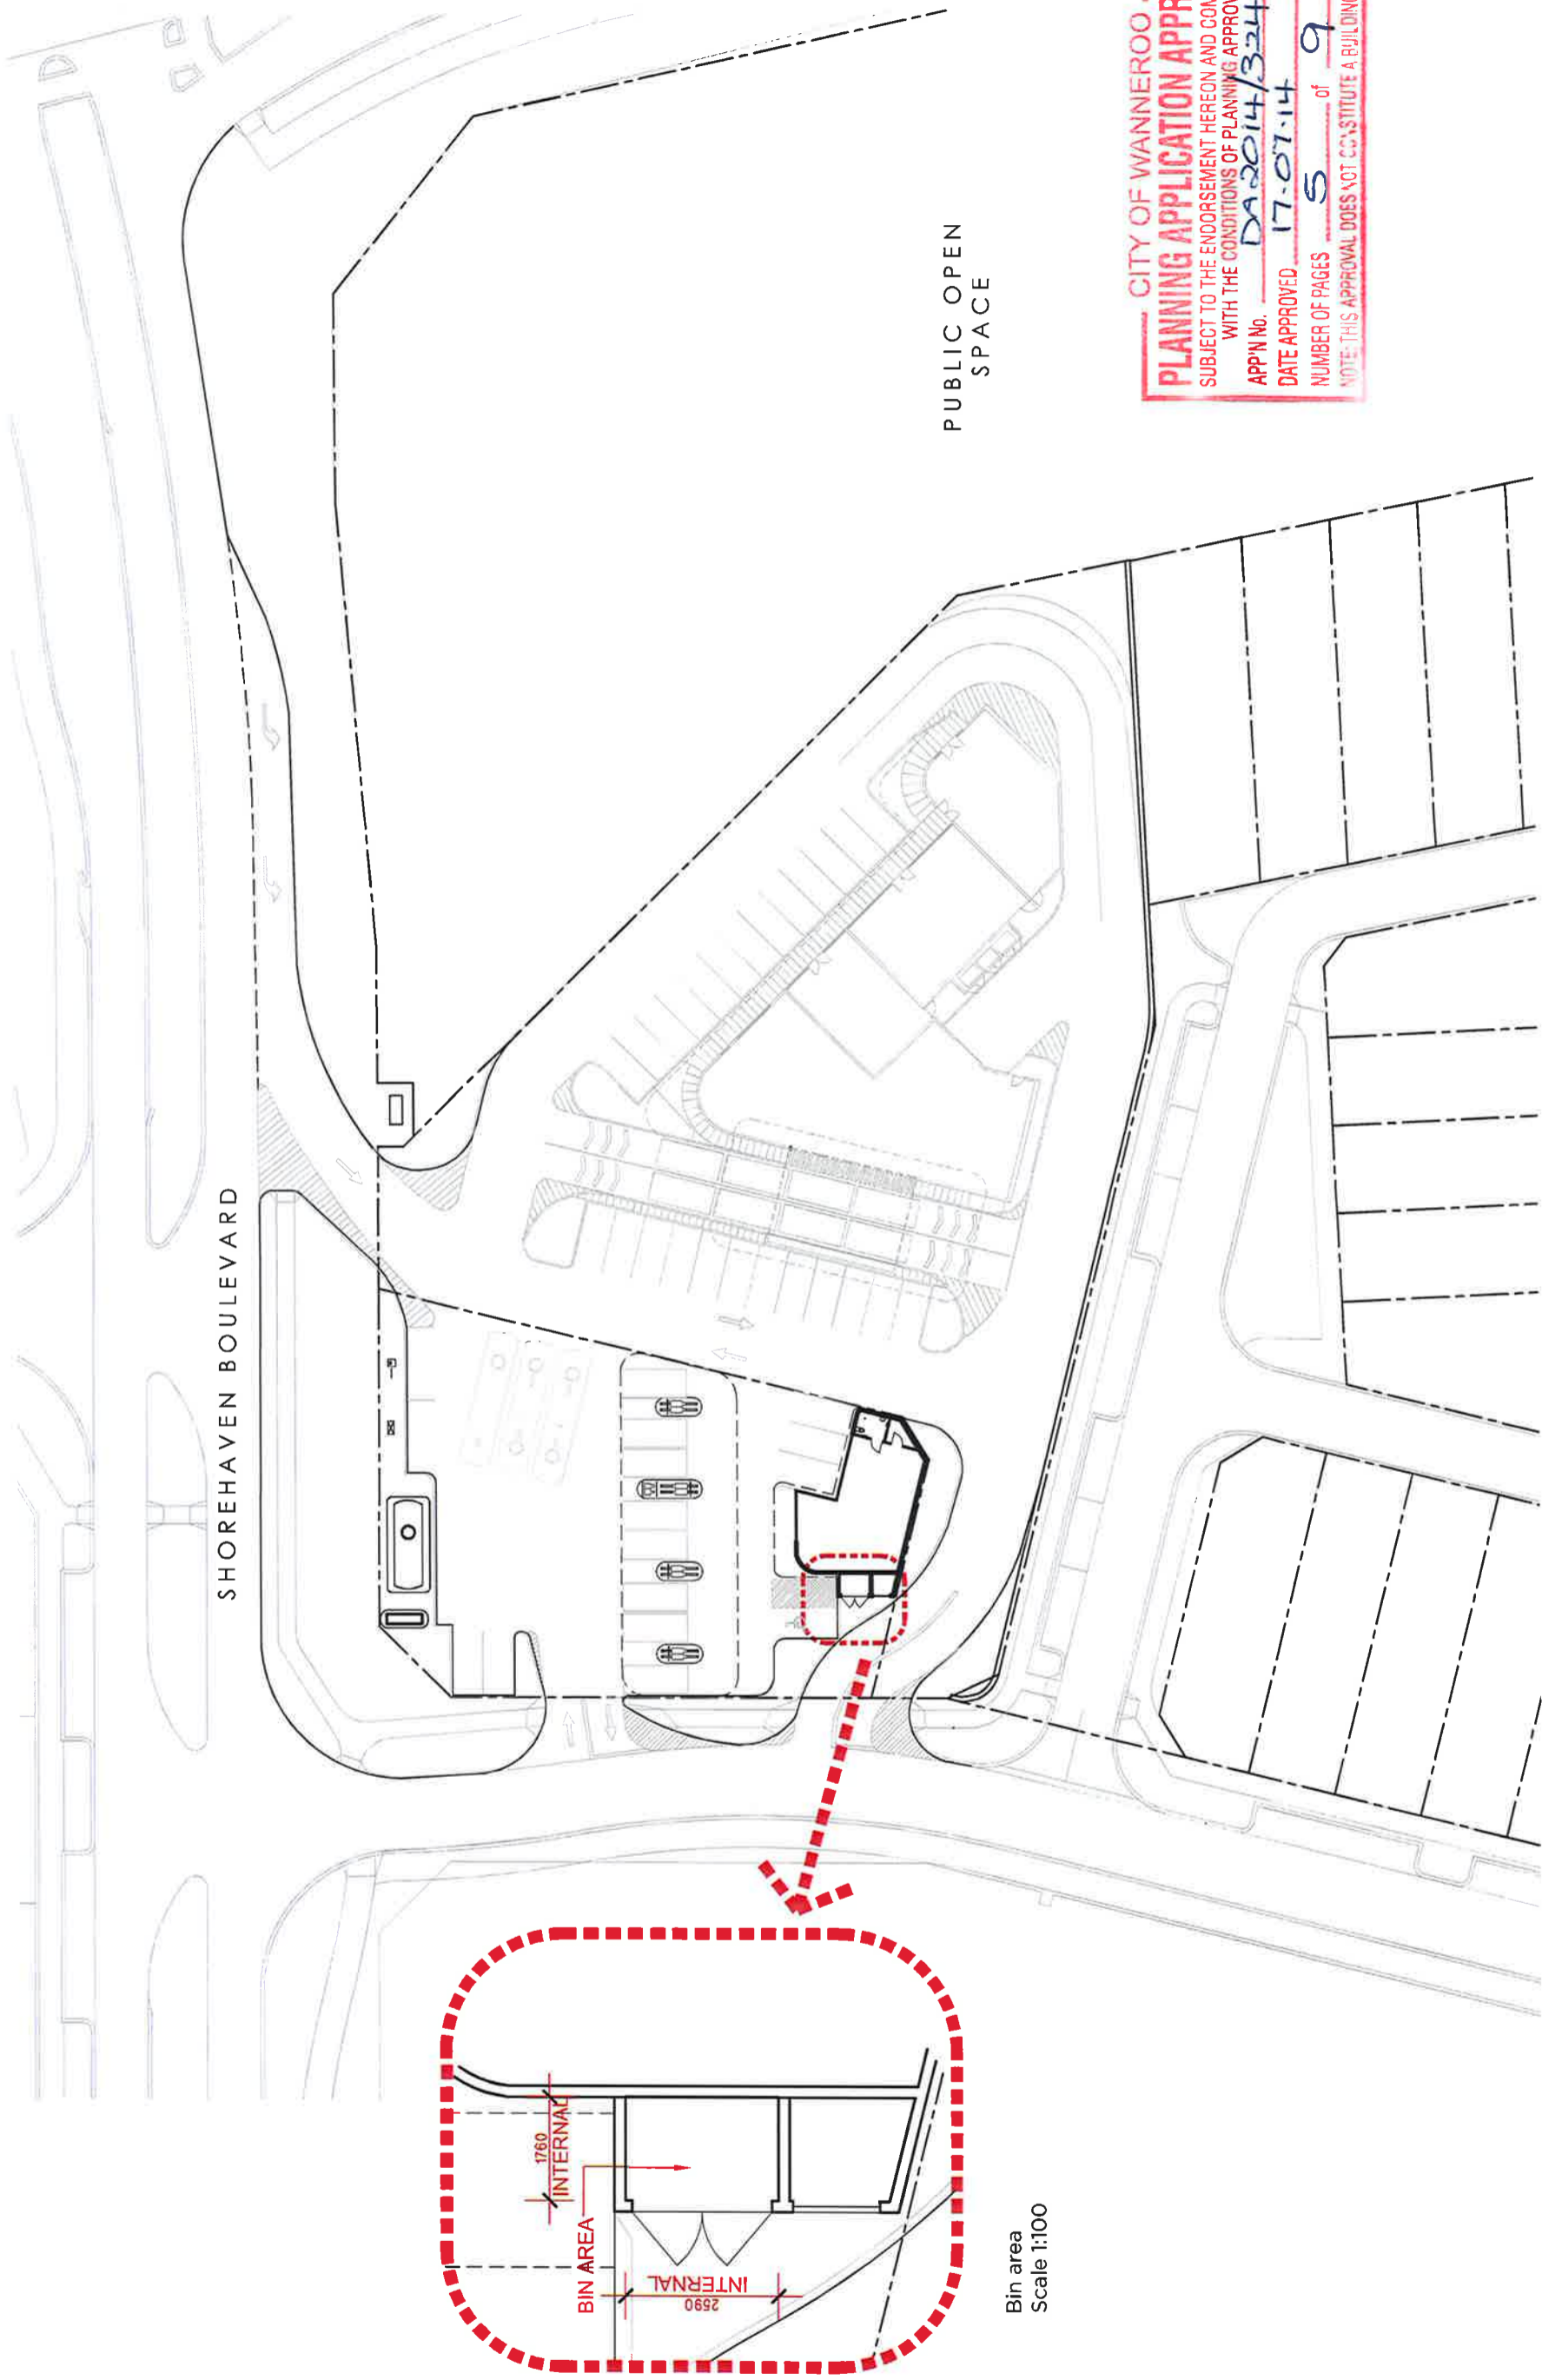 SHOREHAVEN BOULEVARD
PUBLIC OPEN
SPACE
1760
INTERNAL
BIN AREA
2590
INTERNAL
Bin area
Scale 1:100
CITY OF WANNEROO
PLANNING APPLICATION APPR
SUBJECT TO THE ENDORSEMENT HEREON AND COM
WITH THE CONDITIONS OF PLANNING APPROV
APP'N No. DA2014/324
DATE APPROVED 17-07-14
NUMBER OF PAGES 5 of 9
NOTE: THIS APPROVAL DOES NOT CONSTITUTE A BUILDING